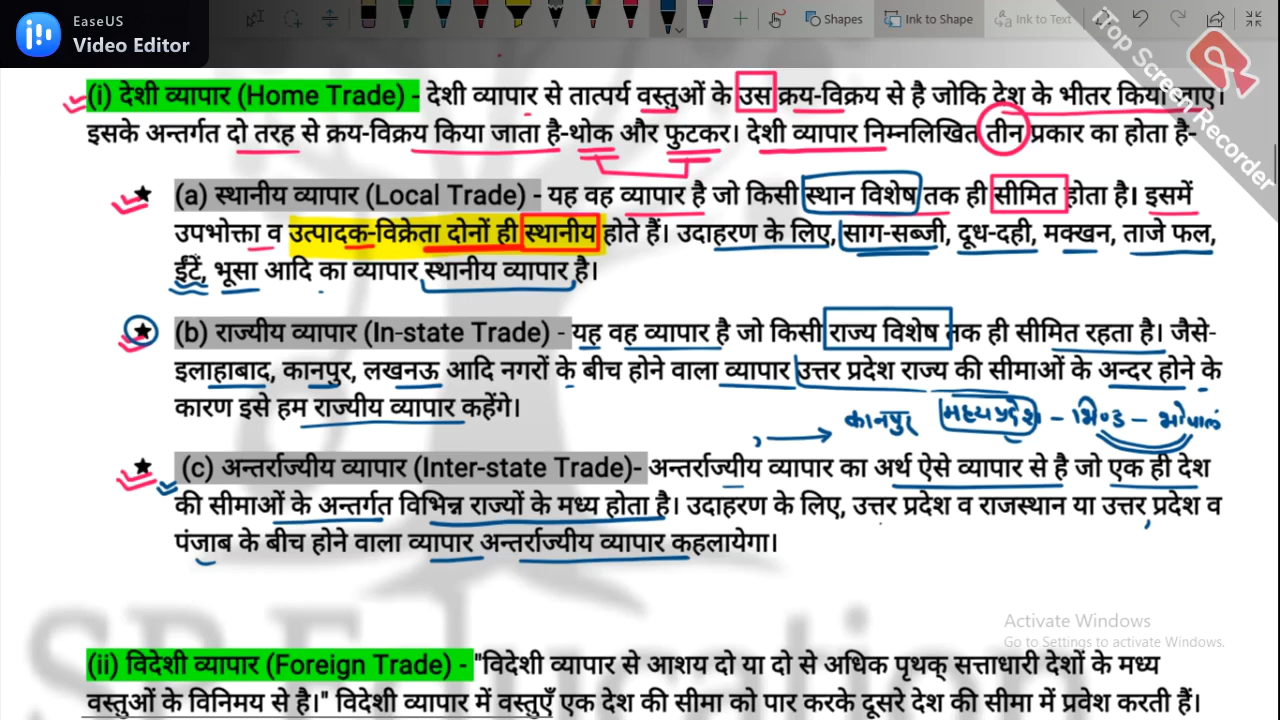 EaseUS
Video Editor
Shapes
Ink to Shape
Ink to Text
iTop Screen Recorder
(i) देशी व्यापार (Home Trade) - देशी व्यापार से तात्पर्य वस्तुओं के उस क्रय-विक्रय से है जोकि देश के भीतर किया जाए।
इसके अन्तर्गत दो तरह से क्रय-विक्रय किया जाता है-थोक और फुटकर। देशी व्यापार निम्नलिखित तीन प्रकार का होता है-
★ (a) स्थानीय व्यापार (Local Trade) - यह वह व्यापार है जो किसी स्थान विशेष तक ही सीमित होता है। इसमें
उपभोक्ता व उत्पादक-विक्रेता दोनों ही स्थानीय होते हैं। उदाहरण के लिए, साग-सब्जी, दूध-दही, मक्खन, ताजे फल,
ईंटें, भूसा आदि का व्यापार स्थानीय व्यापार है।
★ (b) राज्यीय व्यापार (In-state Trade) - यह वह व्यापार है जो किसी राज्य विशेष तक ही सीमित रहता है। जैसे-
इलाहाबाद, कानपुर, लखनऊ आदि नगरों के बीच होने वाला व्यापार उत्तर प्रदेश राज्य की सीमाओं के अन्दर होने के
कारण इसे हम राज्यीय व्यापार कहेंगे।
कानपुर मध्यप्रदेश - भिण्ड - भोपाल
★ (c) अन्तर्राज्यीय व्यापार (Inter-state Trade)- अन्तर्राज्यीय व्यापार का अर्थ ऐसे व्यापार से है जो एक ही देश
की सीमाओं के अन्तर्गत विभिन्न राज्यों के मध्य होता है। उदाहरण के लिए, उत्तर प्रदेश व राजस्थान या उत्तर प्रदेश व
पंजाब के बीच होने वाला व्यापार अन्तर्राज्यीय व्यापार कहलायेगा।
Activate Windows
Go to Settings to activate Windows.
(ii) विदेशी व्यापार (Foreign Trade) - "विदेशी व्यापार से आशय दो या दो से अधिक पृथक् सत्ताधारी देशों के मध्य
वस्तुओं के विनिमय से है।" विदेशी व्यापार में वस्तुएँ एक देश की सीमा को पार करके दूसरे देश की सीमा में प्रवेश करती हैं।